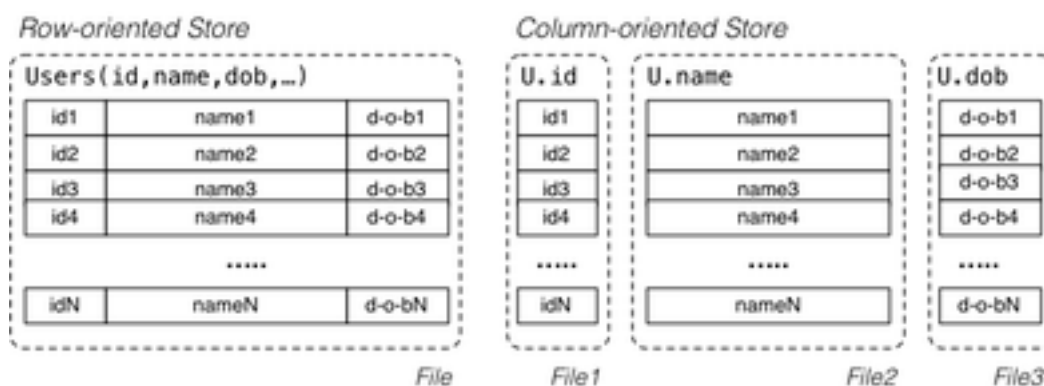 Row-oriented Store
Users(id,name,dob,…)
id1 name1 d-o-b1
id2 name2 d-o-b2
id3 name3 d-o-b3
id4 name4 d-o-b4
.....
idN nameN d-o-bN
File
Column-oriented Store
U.id
id1
id2
id3
id4
.....
idN
File1
U.name
name1
name2
name3
name4
.....
nameN
File2
U.dob
d-o-b1
d-o-b2
d-o-b3
d-o-b4
.....
d-o-bN
File3